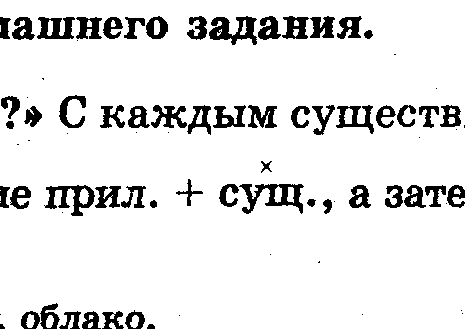 машнего задания.
?» С каждым существ
ие прил. + сущ., а зате
. облако.